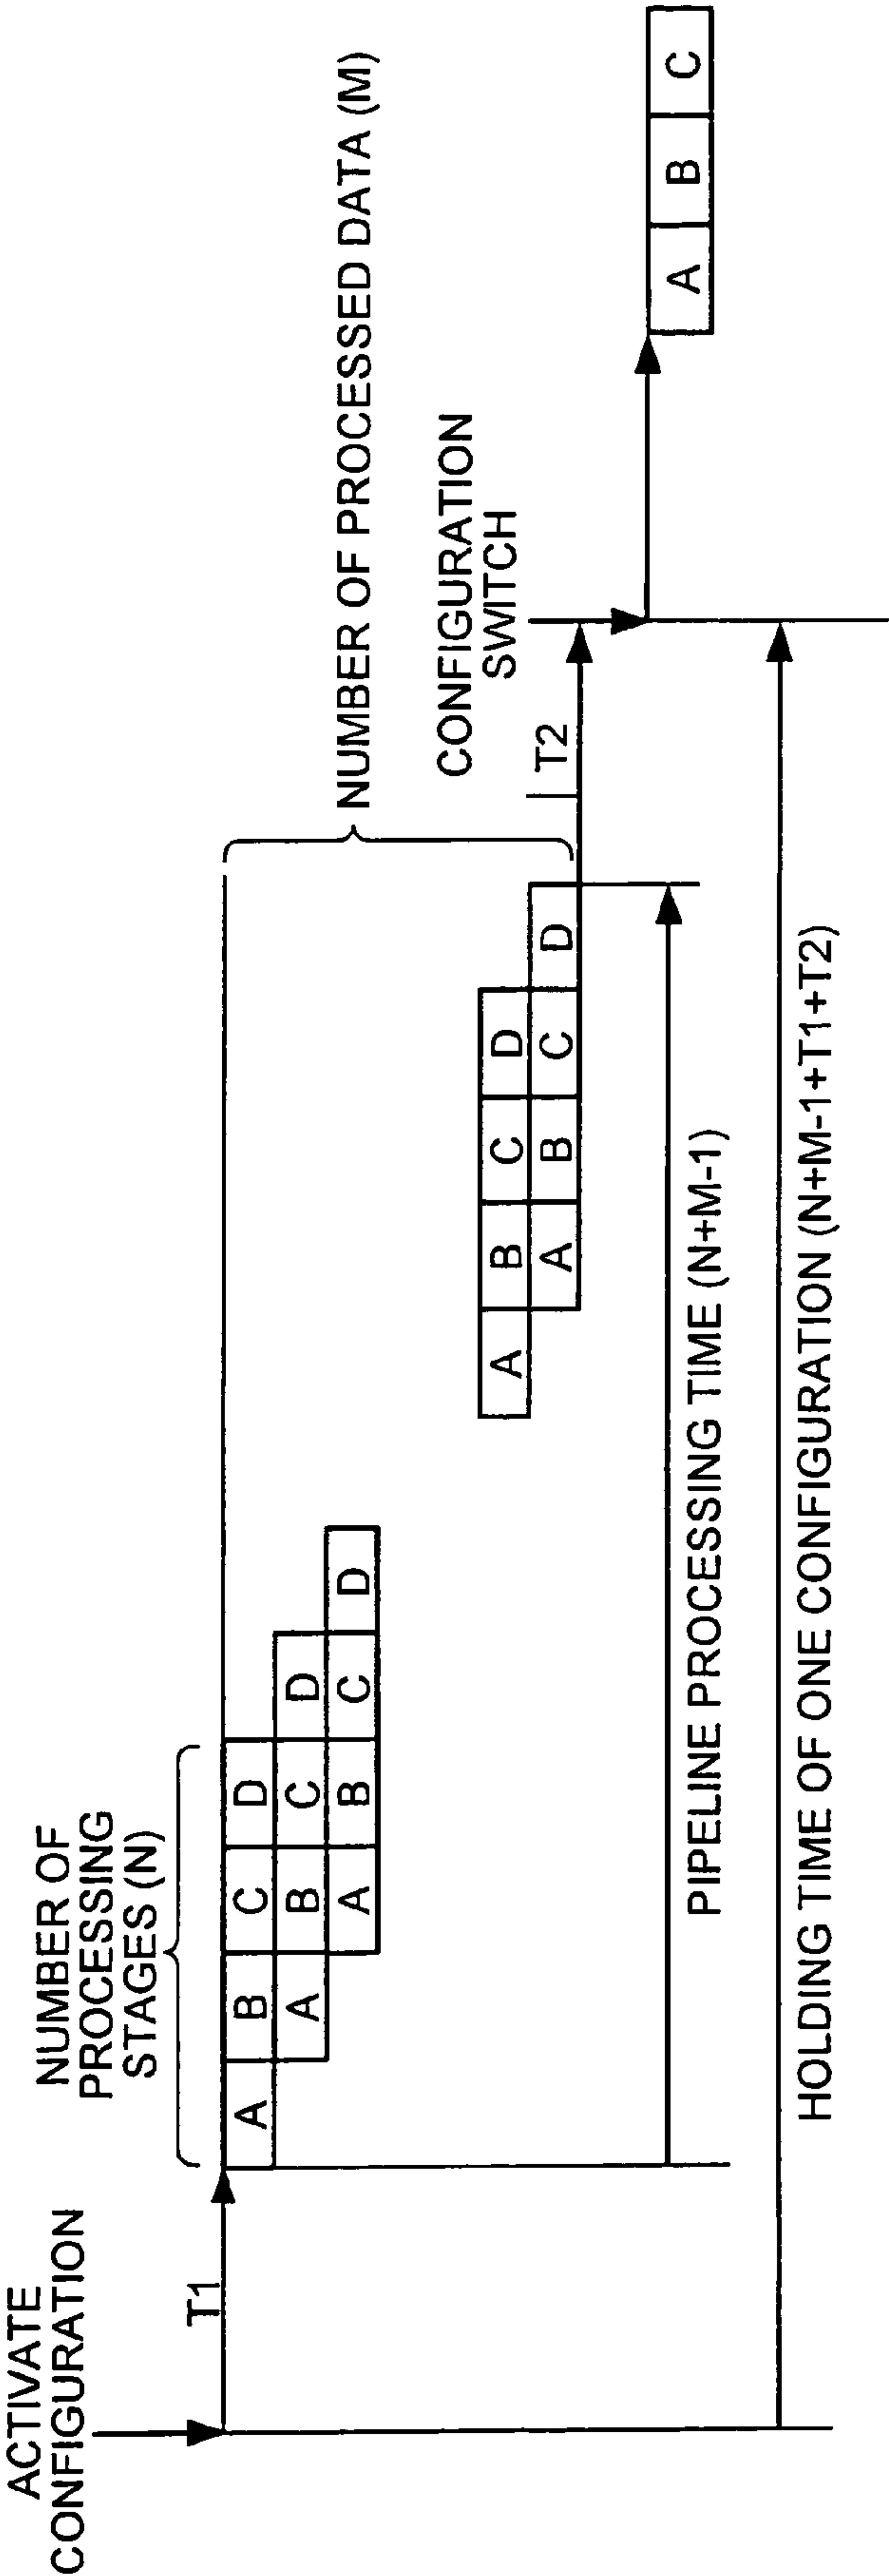 ACTIVATE
CONFIGURATION
T1
NUMBER OF
PROCESSING
STAGES (N)
A B C D
A B C D
A B C D
NUMBER OF PROCESSED DATA (M)
A B C D
A B C D
CONFIGURATION
SWITCH
T2
A B C
PIPELINE PROCESSING TIME (N+M-1)
HOLDING TIME OF ONE CONFIGURATION (N+M-1+T1+T2)